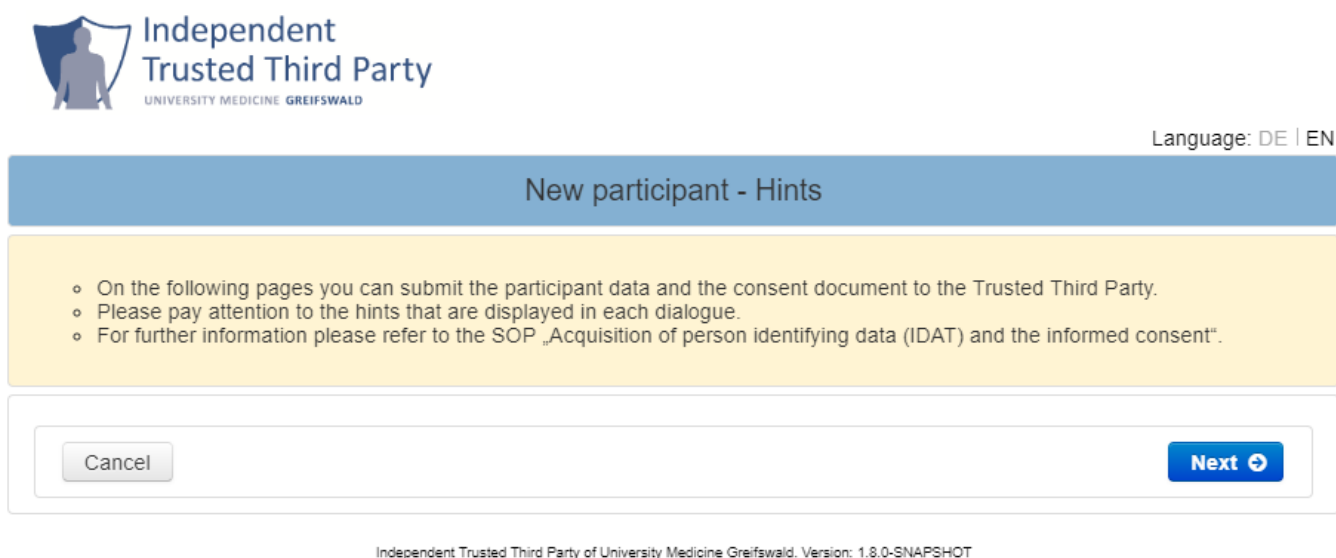 Independent
Trusted Third Party
UNIVERSITY MEDICINE GREIFSWALD
Language: DE | EN
New participant - Hints
On the following pages you can submit the participant data and the consent document to the Trusted Third Party.
Please pay attention to the hints that are displayed in each dialogue.
For further information please refer to the SOP „Acquisition of person identifying data (IDAT) and the informed consent“.
Cancel
Next
Independent Trusted Third Party of University Medicine Greifswald. Version: 1.8.0-SNAPSHOT